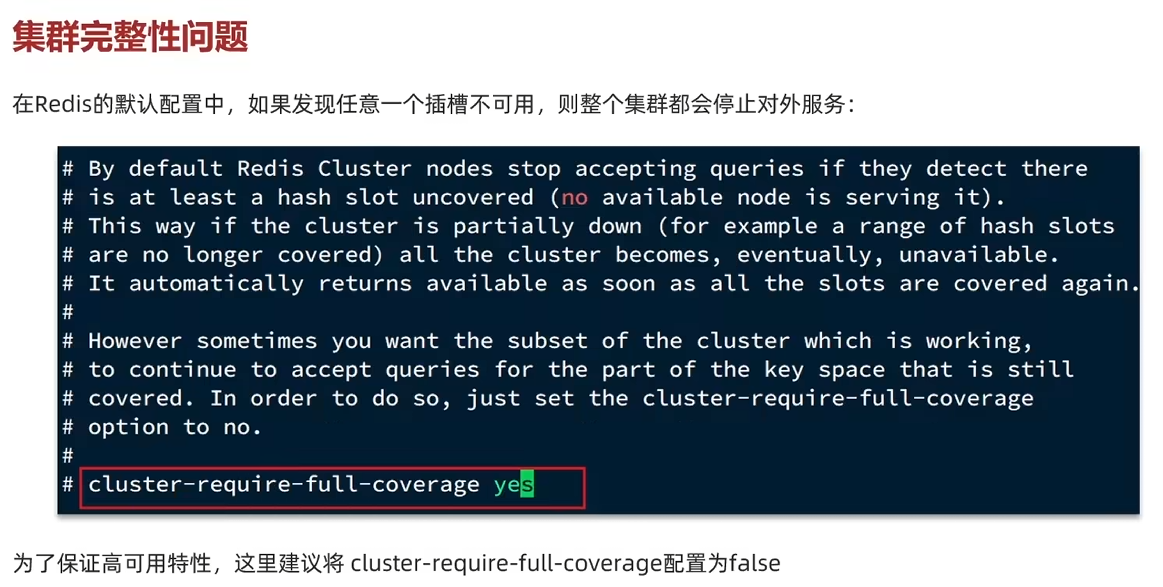 集群完整性问题
在Redis的默认配置中，如果发现任意一个插槽不可用，则整个集群都会停止对外服务：
# By default Redis Cluster nodes stop accepting queries if they detect there
# is at least a hash slot uncovered (no available node is serving it).
# This way if the cluster is partially down (for example a range of hash slots
# are no longer covered) all the cluster becomes, eventually, unavailable.
# It automatically returns available as soon as all the slots are covered again.
#
# However sometimes you want the subset of the cluster which is working,
# to continue to accept queries for the part of the key space that is still
# covered. In order to do so, just set the cluster-require-full-coverage
# option to no.
#
# cluster-require-full-coverage yes
为了保证高可用特性，这里建议将 cluster-require-full-coverage配置为false